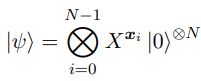 |ψ⟩ = ⨂_{i=0}^{N−1} X^{𝒙_i} |0⟩^{⊗N}